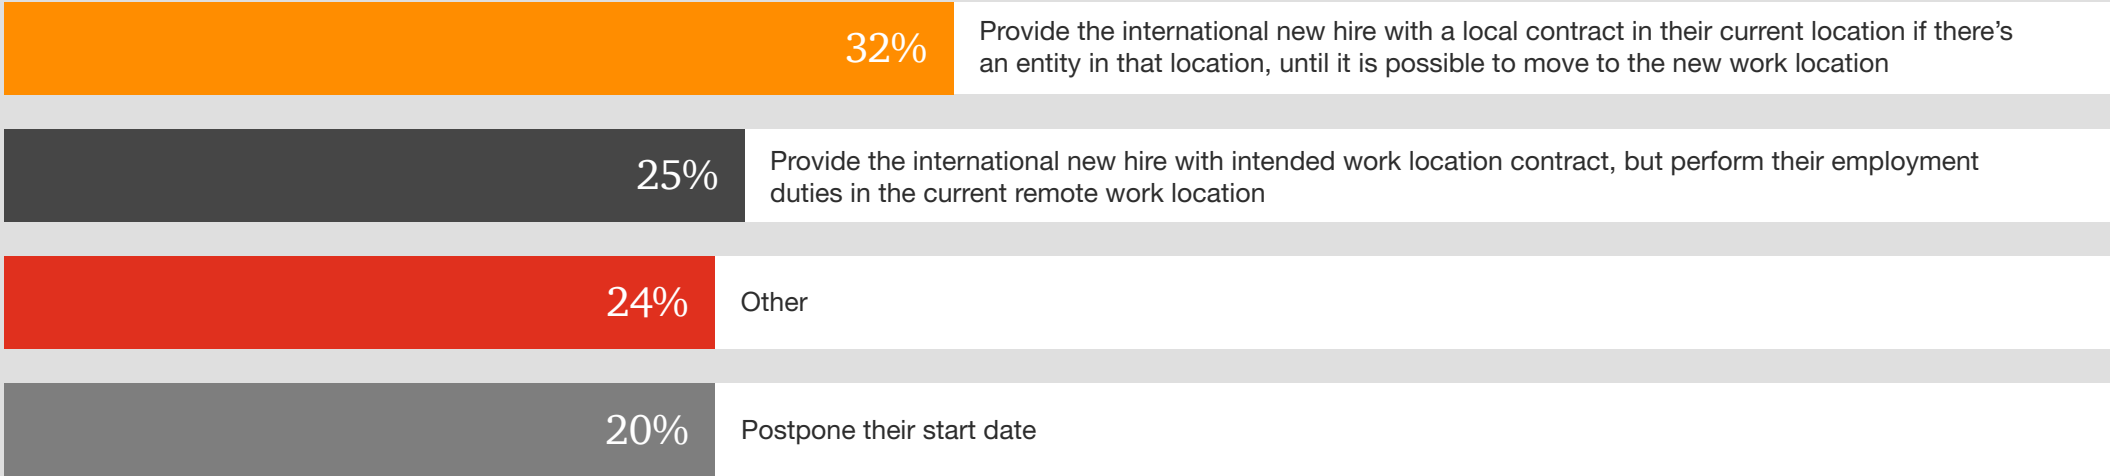 32%
Provide the international new hire with a local contract in their current location if there’s
an entity in that location, until it is possible to move to the new work location
25%
Provide the international new hire with intended work location contract, but perform their employment
duties in the current remote work location
24%
Other
20%
Postpone their start date